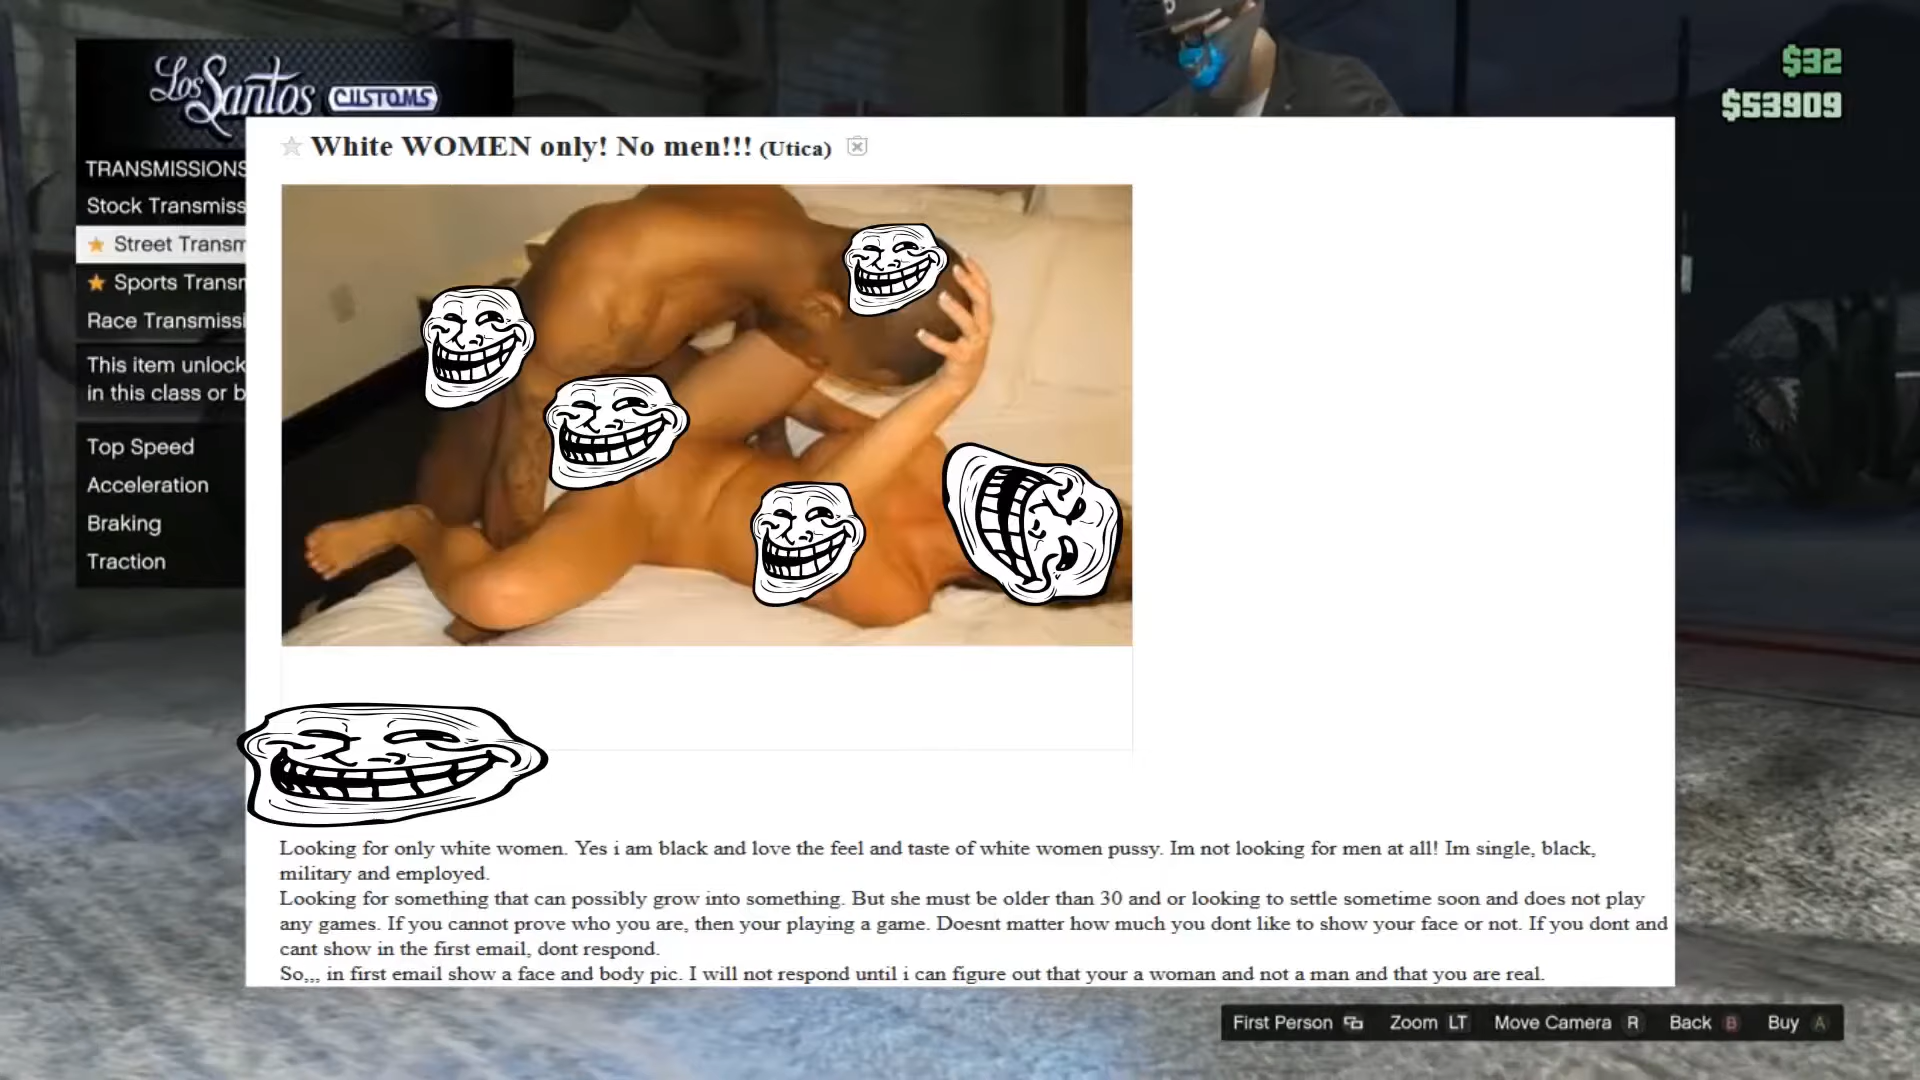 Los Santos CUSTOMS
$32
$53909
TRANSMISSIONS
Stock Transmiss
Street Transm
Sports Transm
Race Transmissi
This item unlock
in this class or b
Top Speed
Acceleration
Braking
Traction
White WOMEN only! No men!!! (Utica)
Looking for only white women. Yes i am black and love the feel and taste of white women pussy. Im not looking for men at all! Im single, black,
military and employed.
Looking for something that can possibly grow into something. But she must be older than 30 and or looking to settle sometime soon and does not play
any games. If you cannot prove who you are, then your playing a game. Doesnt matter how much you dont like to show your face or not. If you dont and
cant show in the first email, dont respond.
So,,, in first email show a face and body pic. I will not respond until i can figure out that your a woman and not a man and that you are real.
First Person Zoom LT Move Camera R Back B Buy A